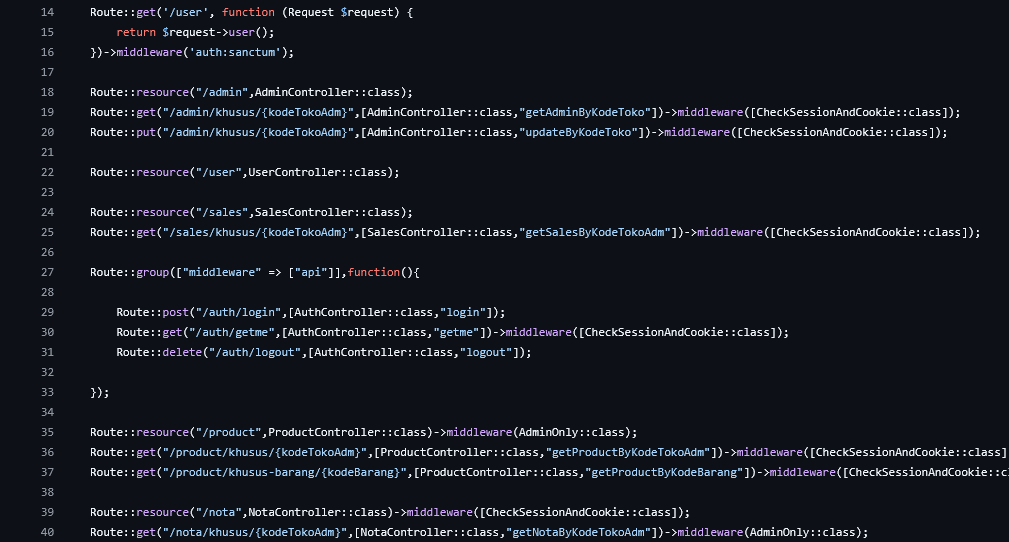 14 Route::get('/user', function (Request $request) {
15 return $request->user();
16 })->middleware('auth:sanctum');
17
18 Route::resource("/admin",AdminController::class);
19 Route::get("/admin/khusus/{kodeTokoAdm}",[AdminController::class,"getAdminByKodeToko"])->middleware([CheckSessionAndCookie::class]);
20 Route::put("/admin/khusus/{kodeTokoAdm}",[AdminController::class,"updateByKodeToko"])->middleware([CheckSessionAndCookie::class]);
21
22 Route::resource("/user",UserController::class);
23
24 Route::resource("/sales",SalesController::class);
25 Route::get("/sales/khusus/{kodeTokoAdm}",[SalesController::class,"getSalesByKodeTokoAdm"])->middleware([CheckSessionAndCookie::class]);
26
27 Route::group(["middleware" => ["api"]],function(){
28
29 Route::post("/auth/login",[AuthController::class,"login"]);
30 Route::get("/auth/getme",[AuthController::class,"getme"])->middleware([CheckSessionAndCookie::class]);
31 Route::delete("/auth/logout",[AuthController::class,"logout"]);
32
33 });
34
35 Route::resource("/product",ProductController::class)->middleware(AdminOnly::class);
36 Route::get("/product/khusus/{kodeTokoAdm}",[ProductController::class,"getProductByKodeTokoAdm"])->middleware([CheckSessionAndCookie::class]
37 Route::get("/product/khusus-barang/{kodeBarang}",[ProductController::class,"getProductByKodeBarang"])->middleware([CheckSessionAndCookie::c
38
39 Route::resource("/nota",NotaController::class)->middleware([CheckSessionAndCookie::class]);
40 Route::get("/nota/khusus/{kodeTokoAdm}",[NotaController::class,"getNotaByKodeTokoAdm"])->middleware(AdminOnly::class);